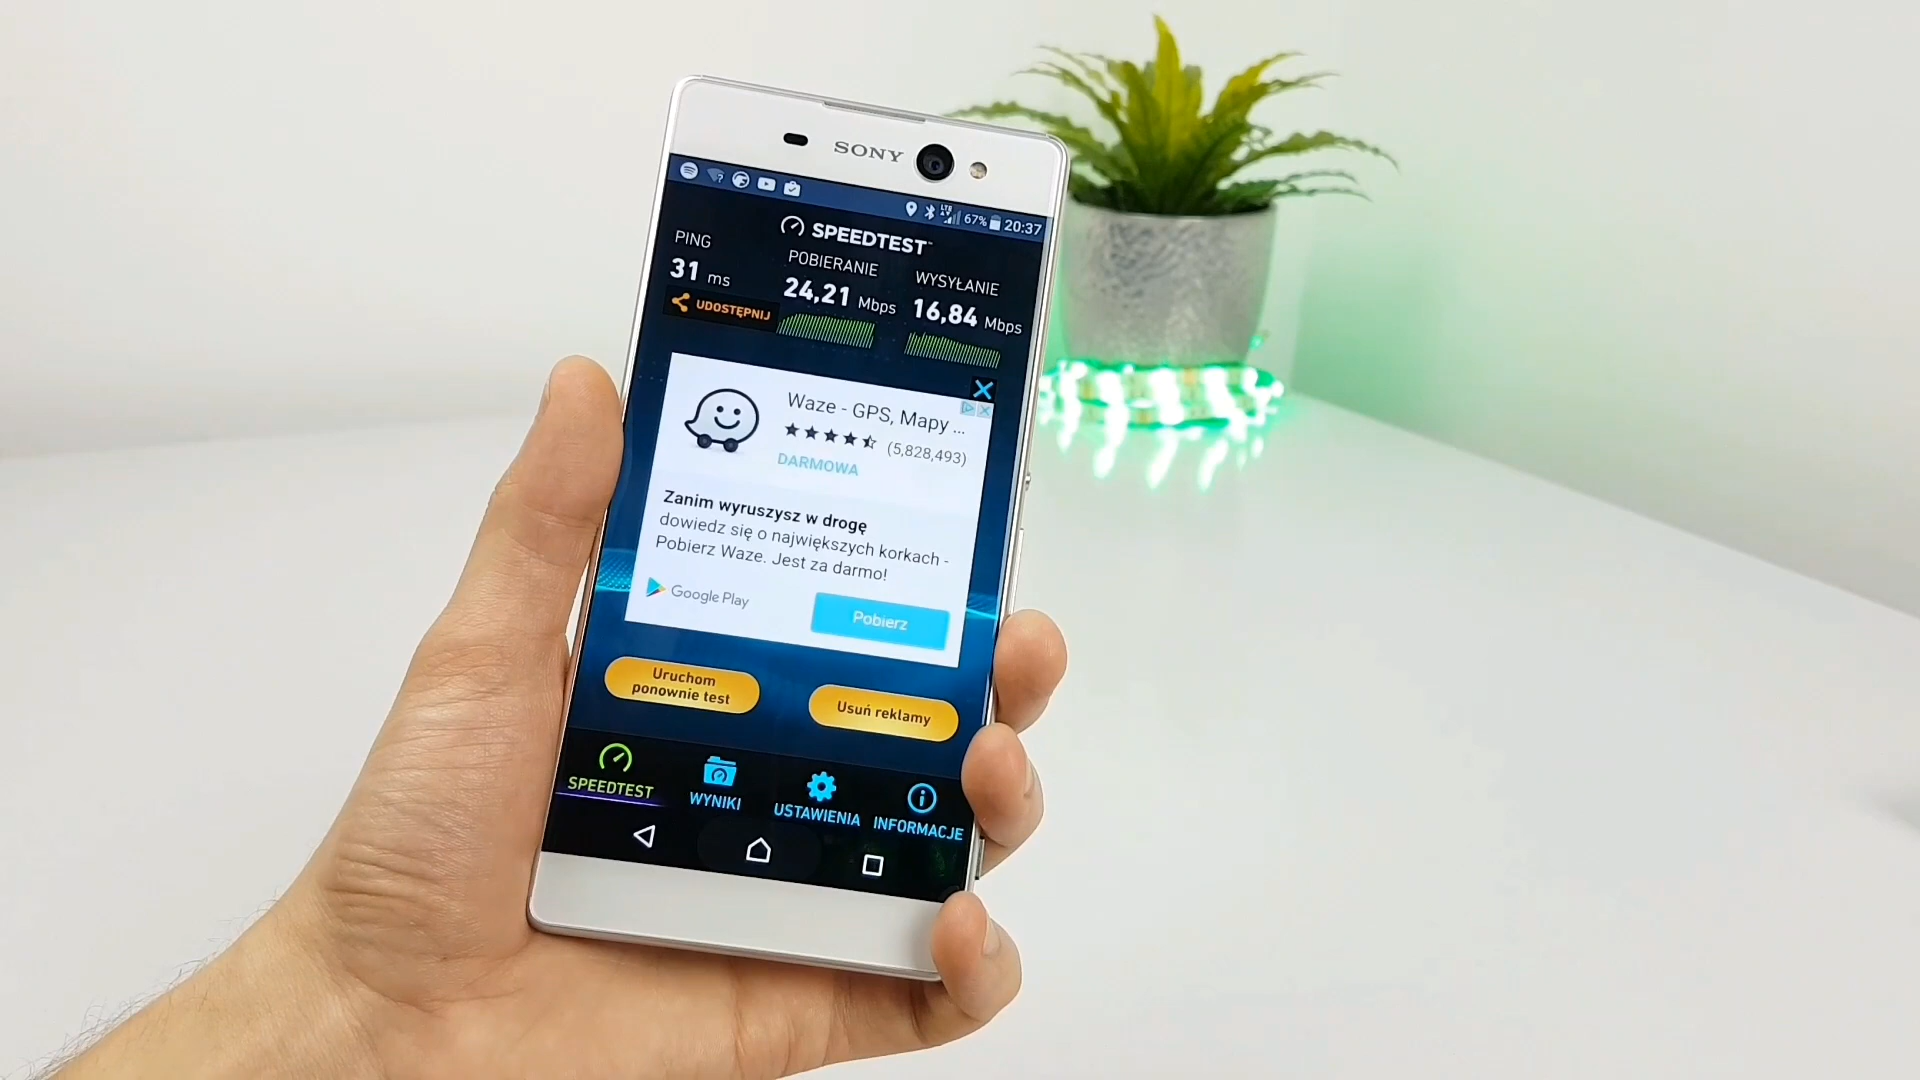 SONY
LTE
67% 20:37
SPEEDTEST™
PING
31 ms
UDOSTĘPNIJ
POBIERANIE
24,21 Mbps
WYSYŁANIE
16,84 Mbps
Waze - GPS, Mapy ...
(5,828,493)
DARMOWA
Zanim wyruszysz w drogę
dowiedz się o największych korkach -
Pobierz Waze. Jest za darmo!
Google Play
Pobierz
Uruchom
ponownie test
Usuń reklamy
SPEEDTEST
WYNIKI
USTAWIENIA
INFORMACJE